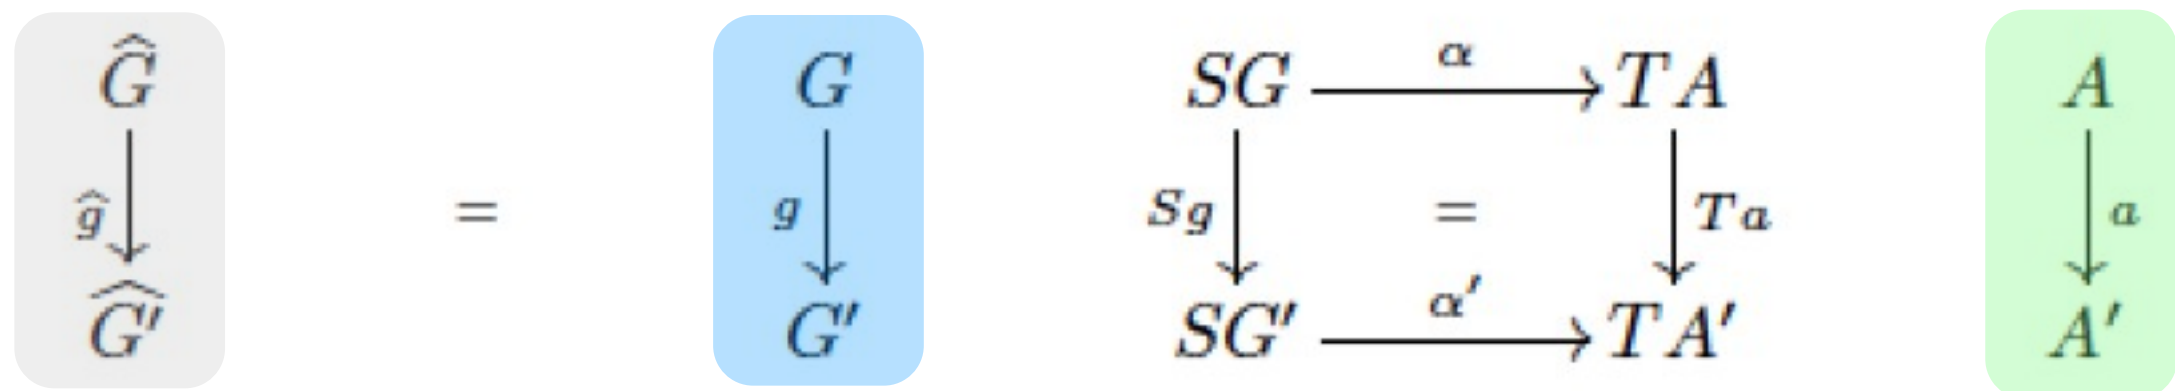 Ĝ G SG α TA A
ĝ = g Sg = Ta a
Ĝ′ G′ SG′ α′ TA′ A′